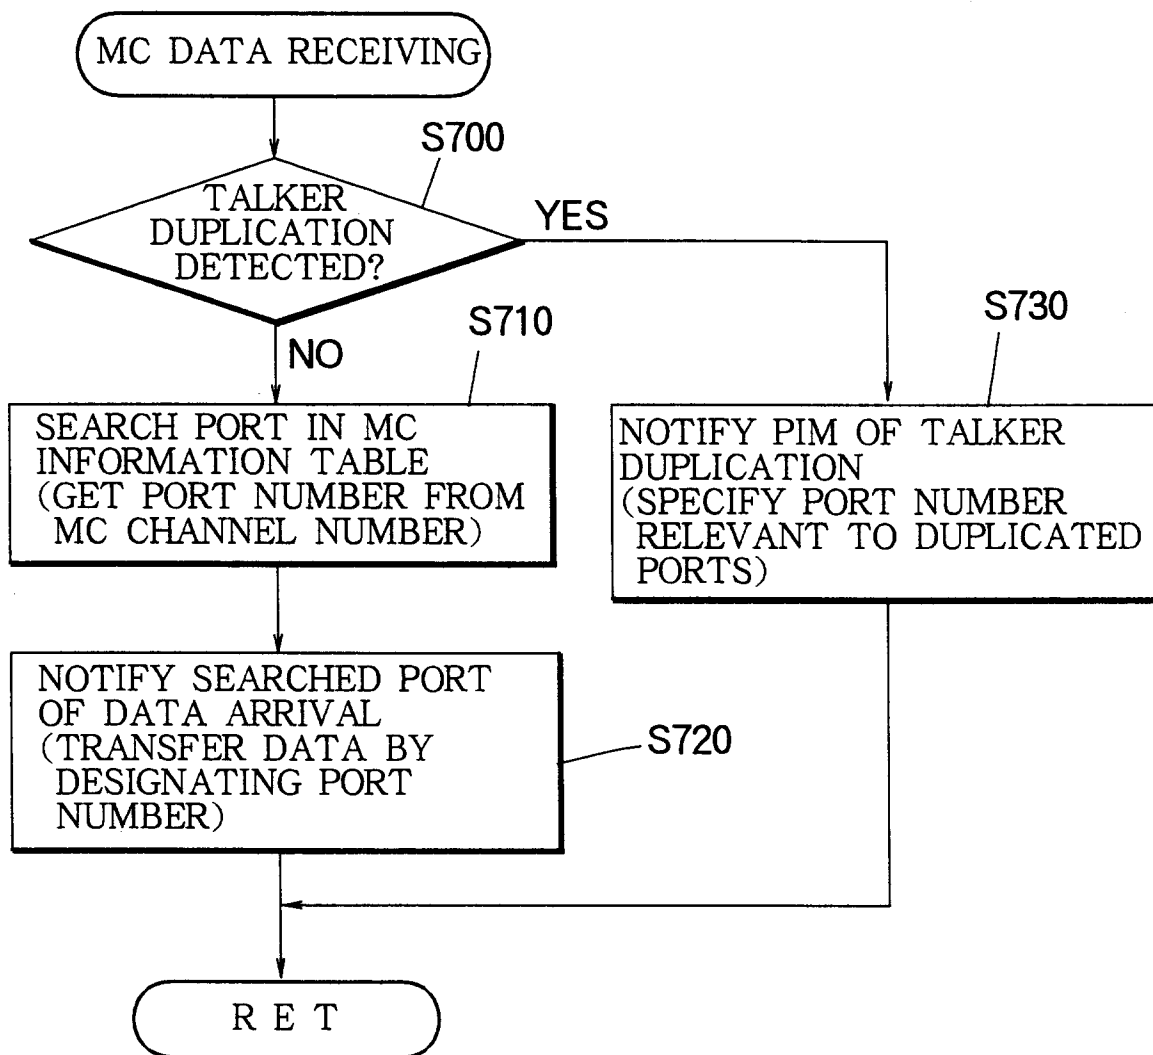 MC DATA RECEIVING
S700
TALKER
DUPLICATION
DETECTED?
YES
NO
S710
SEARCH PORT IN MC
INFORMATION TABLE
(GET PORT NUMBER FROM
MC CHANNEL NUMBER)
S730
NOTIFY PIM OF TALKER
DUPLICATION
(SPECIFY PORT NUMBER
RELEVANT TO DUPLICATED
PORTS)
NOTIFY SEARCHED PORT
OF DATA ARRIVAL
(TRANSFER DATA BY
DESIGNATING PORT
NUMBER)
S720
R E T